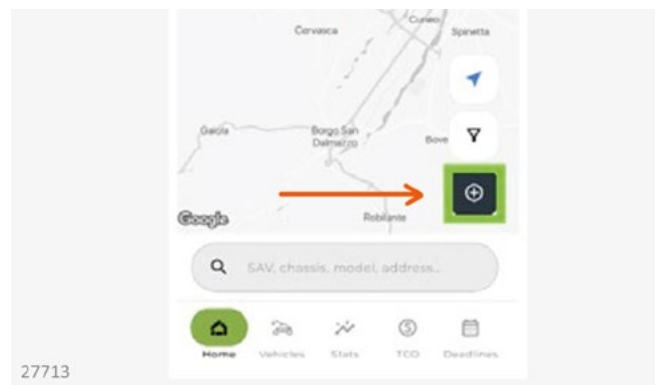 Cervasca
Cuneo
Spinetta
Gaiola
Borgo San
Dalmazzo
Bove
Google
Robilante
SAV, chassis, model, address...
Home
Vehicles
Stats
TCO
Deadlines
27713